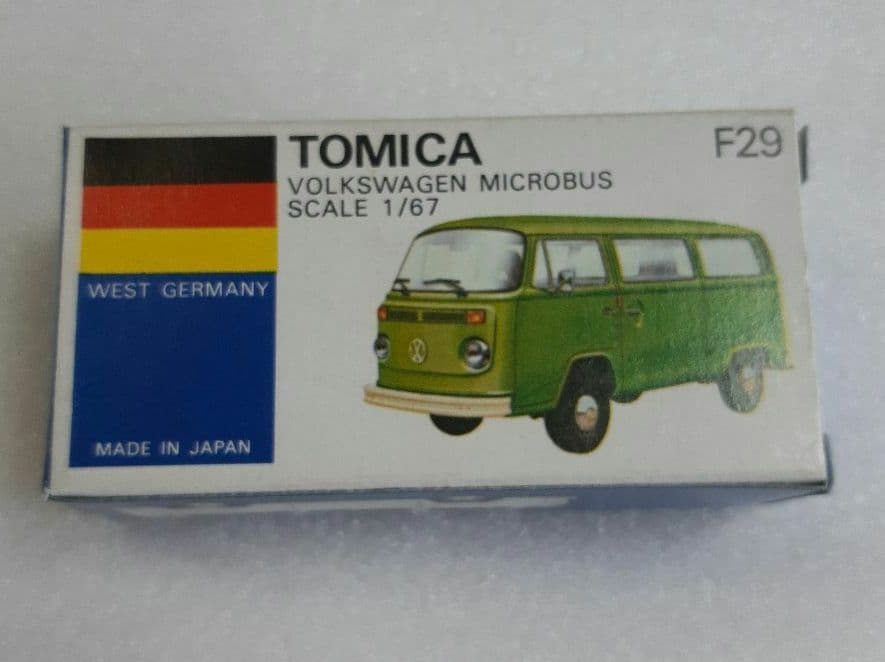 TOMICA
F29
VOLKSWAGEN MICROBUS
SCALE 1/67
WEST GERMANY
MADE IN JAPAN